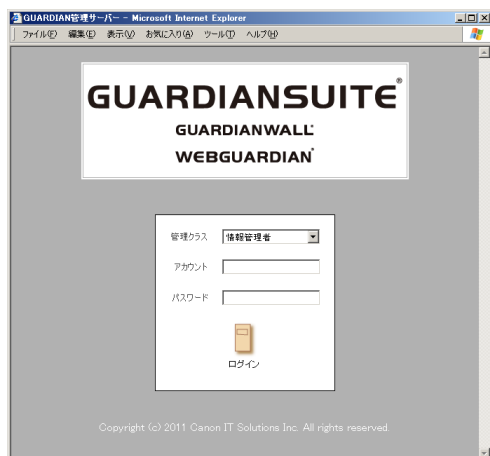 GUARDIAN管理サーバー - Microsoft Internet Explorer
ファイル(F) 編集(E) 表示(V) お気に入り(A) ツール(T) ヘルプ(H)
GUARDIANSUITE®
GUARDIANWALL
WEBGUARDIAN
管理クラス 情報管理者
アカウント
パスワード
ログイン
Copyright (c) 2011 Canon IT Solutions Inc. All rights reserved.